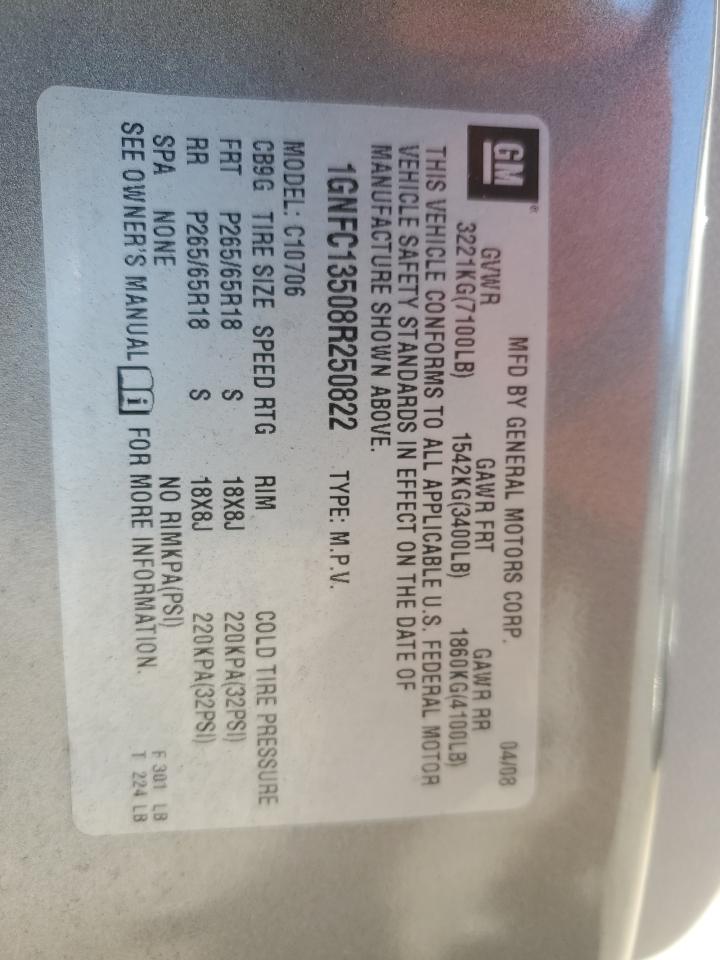 GM®
MFD BY GENERAL MOTORS CORP. 04/08
GVWR GAWR FRT GAWR RR
3221KG(7100LB) 1542KG(3400LB) 1860KG(4100LB)
THIS VEHICLE CONFORMS TO ALL APPLICABLE U.S. FEDERAL MOTOR
VEHICLE SAFETY STANDARDS IN EFFECT ON THE DATE OF
MANUFACTURE SHOWN ABOVE.
1GNFC13508R250822 TYPE: M.P.V.
MODEL: C10706
CB9G TIRE SIZE SPEED RTG RIM COLD TIRE PRESSURE
FRT P265/65R18 S 18X8J 220KPA(32PSI)
RR P265/65R18 S 18X8J 220KPA(32PSI)
SPA NONE NO RIMKPA(PSI)
SEE OWNER'S MANUAL i FOR MORE INFORMATION.
F 301 LB
T 224 LB